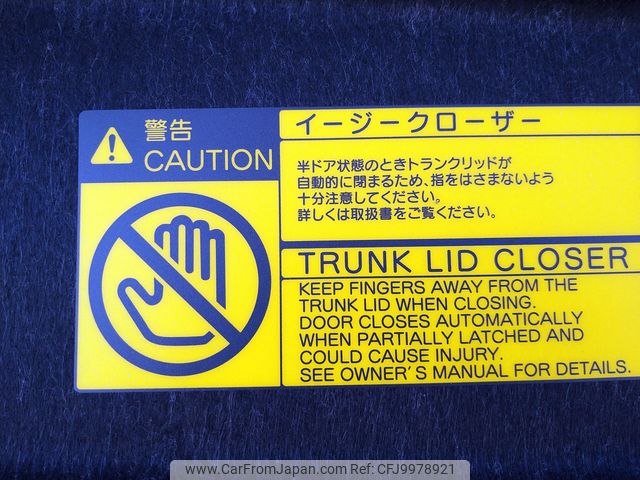 警告
CAUTION
イージークローザー
半ドア状態のときトランクリッドが
自動的に閉まるため、指をはさまないよう
十分注意してください。
詳しくは取扱書をご覧ください。
TRUNK LID CLOSER
KEEP FINGERS AWAY FROM THE
TRUNK LID WHEN CLOSING.
DOOR CLOSES AUTOMATICALLY
WHEN PARTIALLY LATCHED AND
COULD CAUSE INJURY.
SEE OWNER'S MANUAL FOR DETAILS.
www.CarFromJapan.com CFJ9978921